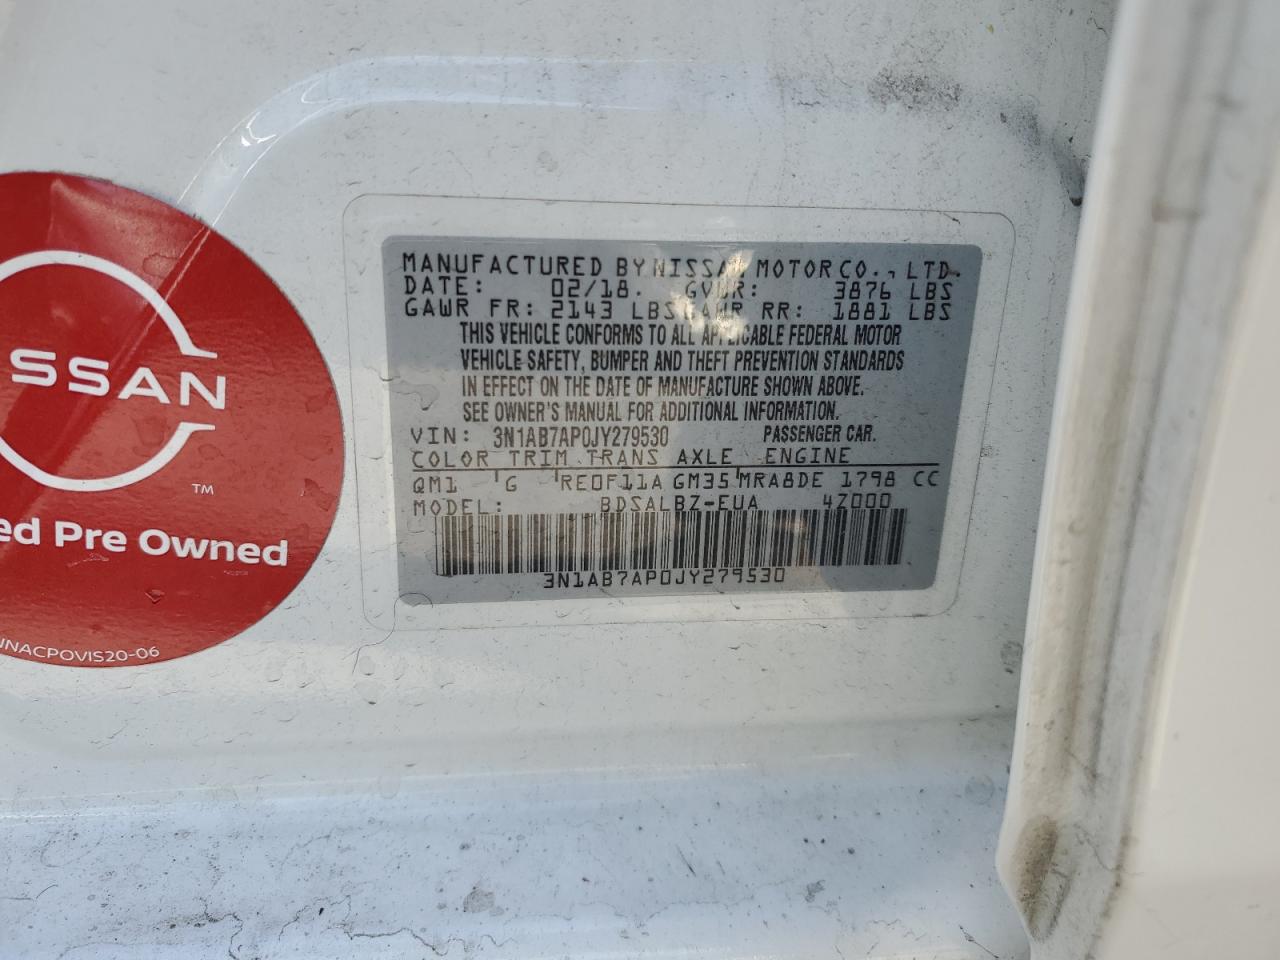 MANUFACTURED BY NISSAN MOTOR CO., LTD.
DATE: 02/18. GVWR: 3876 LBS
GAWR FR: 2143 LBS GAWR RR: 1881 LBS
THIS VEHICLE CONFORMS TO ALL APPLICABLE FEDERAL MOTOR
VEHICLE SAFETY, BUMPER AND THEFT PREVENTION STANDARDS
IN EFFECT ON THE DATE OF MANUFACTURE SHOWN ABOVE.
SEE OWNER'S MANUAL FOR ADDITIONAL INFORMATION.
VIN: 3N1AB7AP0JY279530 PASSENGER CAR.
COLOR TRIM TRANS AXLE ENGINE
QM1 G RE0F11A GM35 MRA8DE 1798 CC
MODEL: BDSALBZ-EUA 4Z000
3N1AB7AP0JY279530
SSAN
TM
ed Pre Owned
NNACPOVIS20-06